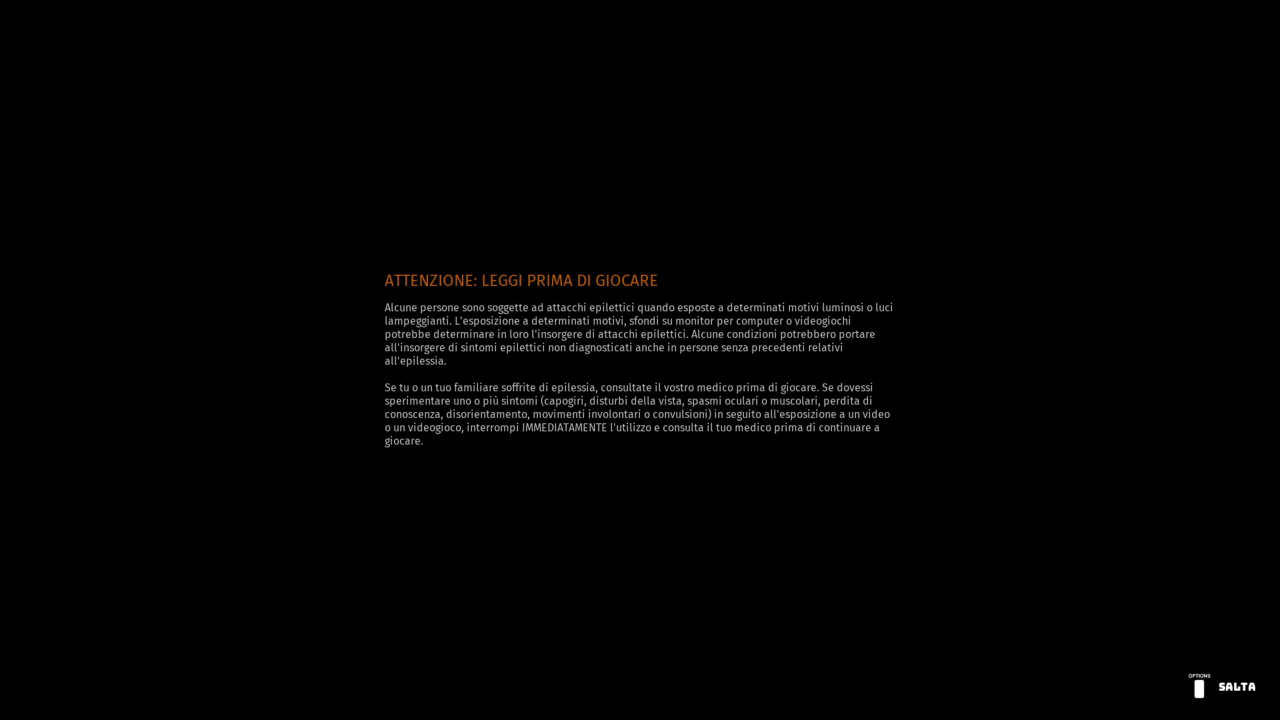 ATTENZIONE: LEGGI PRIMA DI GIOCARE
Alcune persone sono soggette ad attacchi epilettici quando esposte a determinati motivi luminosi o luci
lampeggianti. L'esposizione a determinati motivi, sfondi su monitor per computer o videogiochi
potrebbe determinare in loro l'insorgere di attacchi epilettici. Alcune condizioni potrebbero portare
all'insorgere di sintomi epilettici non diagnosticati anche in persone senza precedenti relativi
all'epilessia.
Se tu o un tuo familiare soffrite di epilessia, consultate il vostro medico prima di giocare. Se dovessi
sperimentare uno o più sintomi (capogiri, disturbi della vista, spasmi oculari o muscolari, perdita di
conoscenza, disorientamento, movimenti involontari o convulsioni) in seguito all'esposizione a un video
o un videogioco, interrompi IMMEDIATAMENTE l'utilizzo e consulta il tuo medico prima di continuare a
giocare.
OPTIONS
SALTA